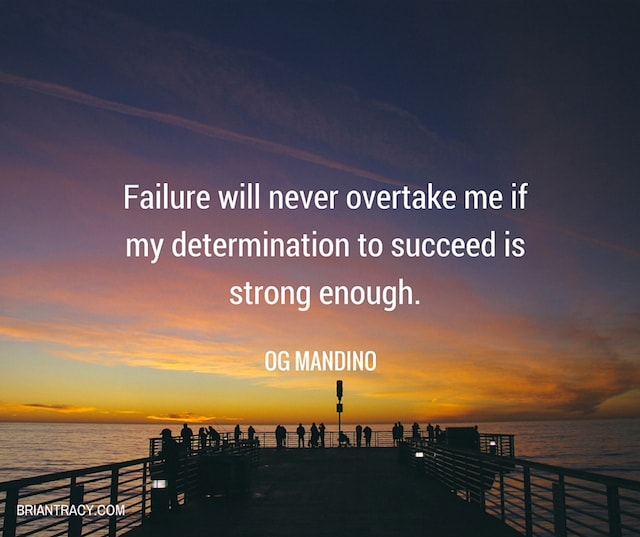 Failure will never overtake me if
my determination to succeed is
strong enough.
OG MANDINO
BRIANTRACY.COM